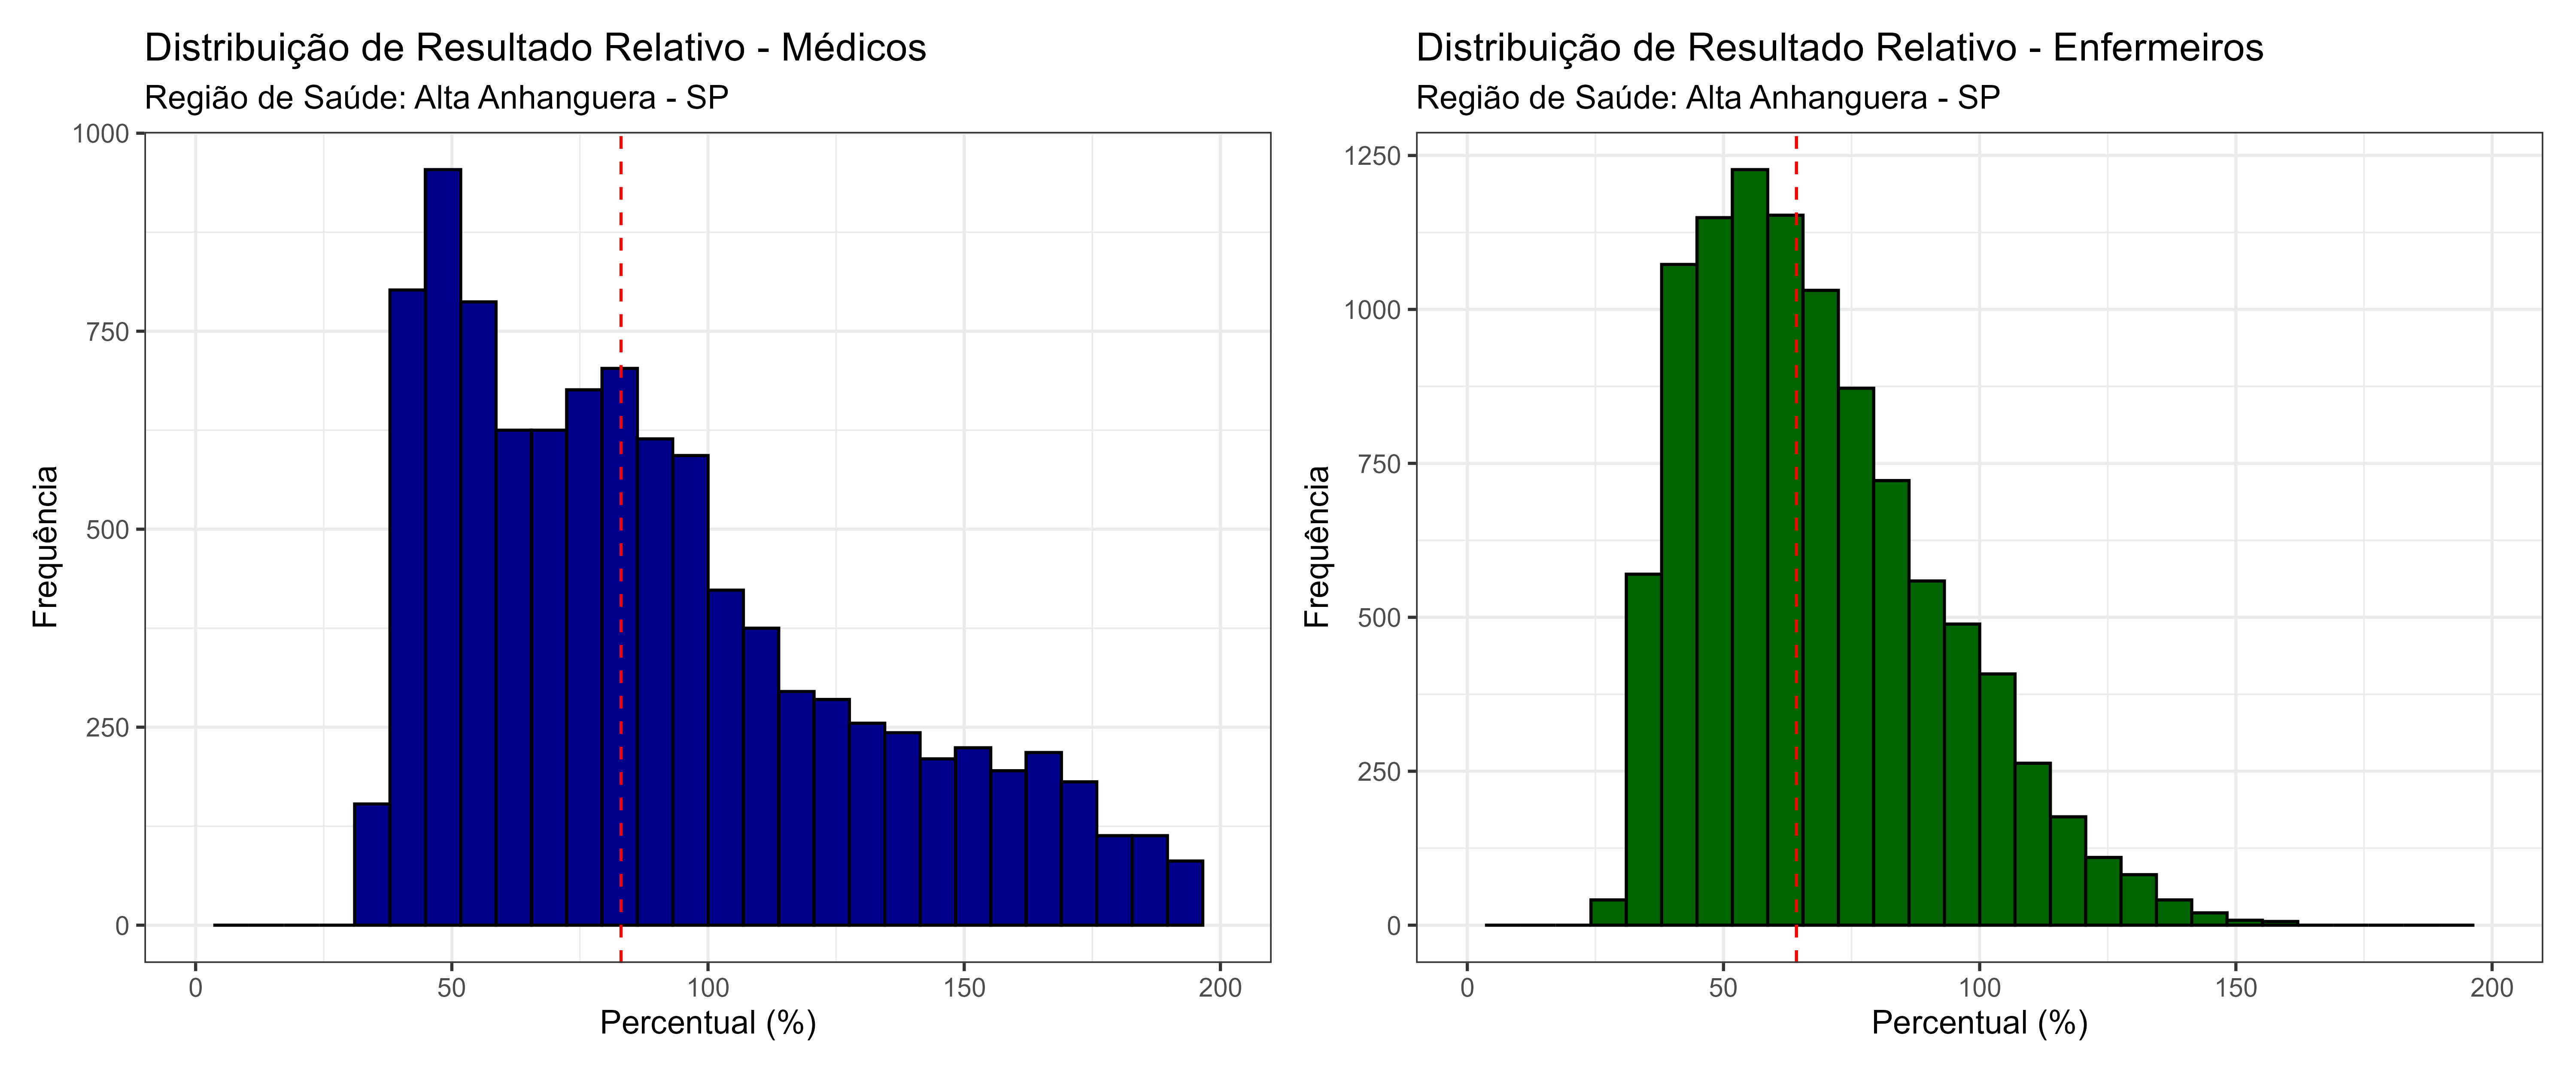 Distribuição de Resultado Relativo - Médicos
Região de Saúde: Alta Anhanguera - SP
1000
750
500
250
0
Frequência
0 50 100 150 200
Percentual (%)
Distribuição de Resultado Relativo - Enfermeiros
Região de Saúde: Alta Anhanguera - SP
1250
1000
750
500
250
0
Frequência
0 50 100 150 200
Percentual (%)